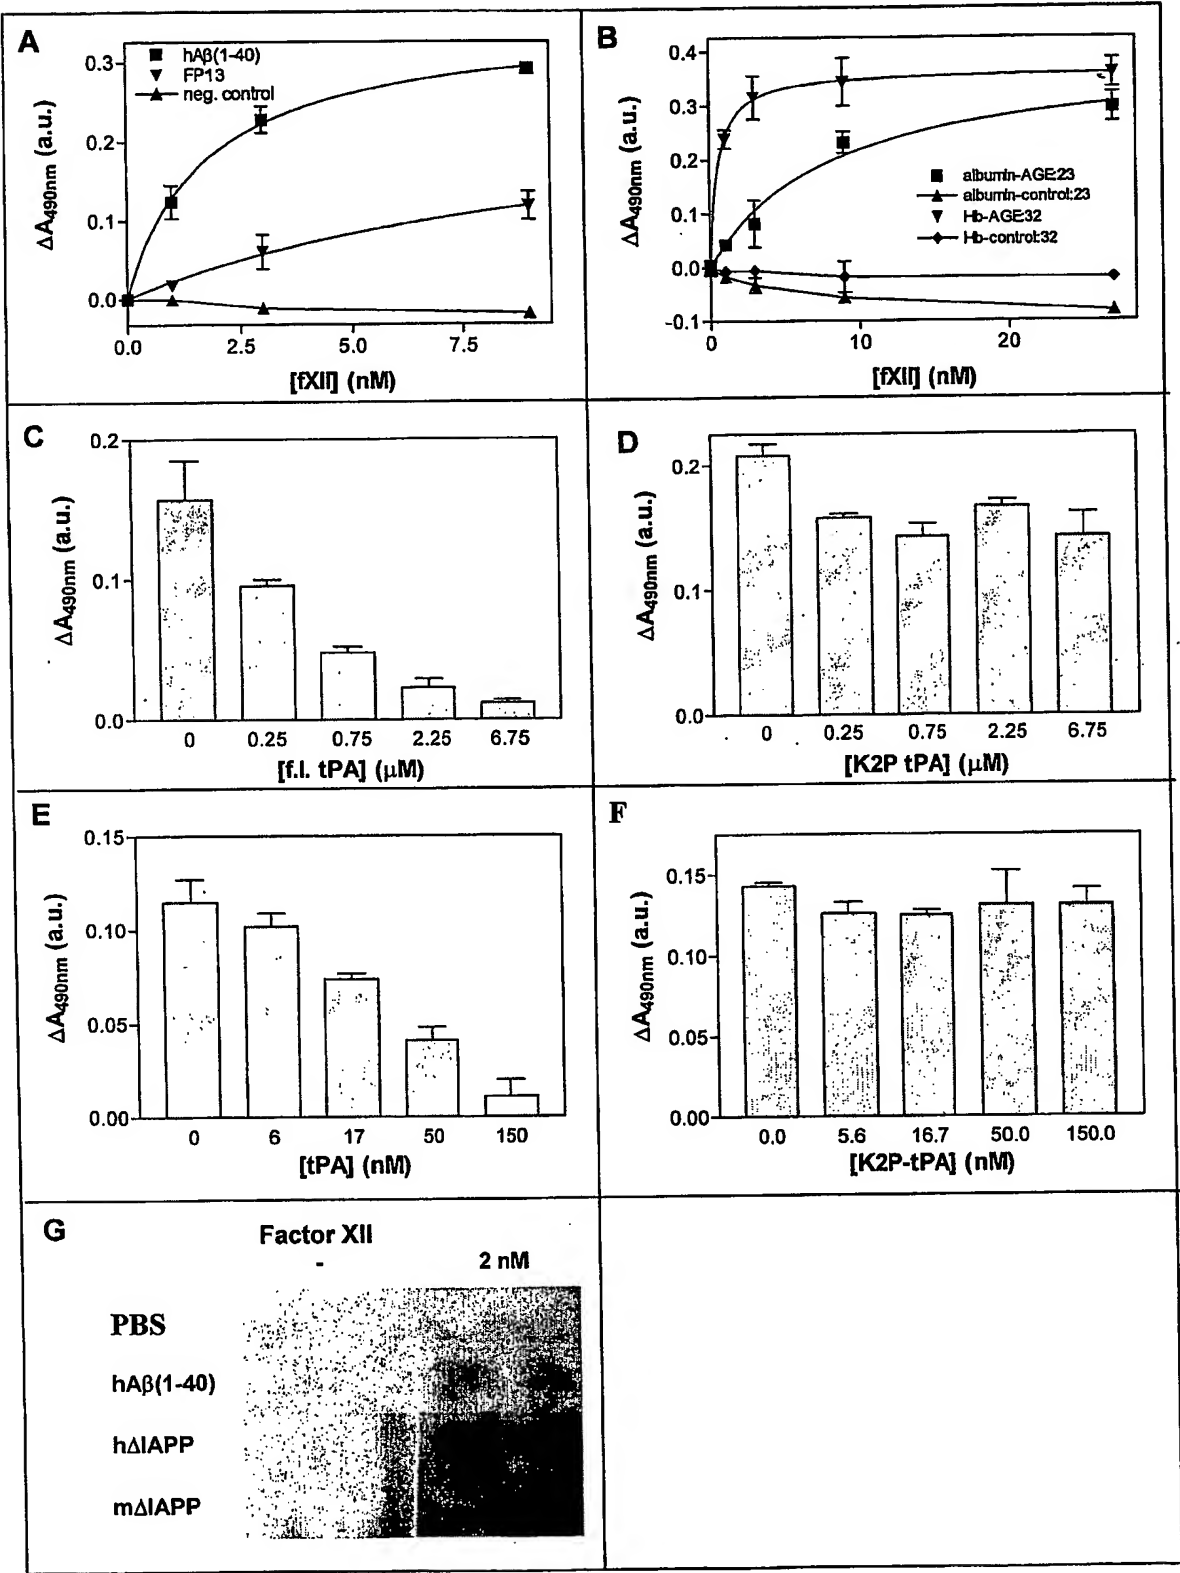 A
hAβ(1-40)
FP13
neg. control
0.3
0.2
0.1
0.0
ΔA490nm (a.u.)
0.0 2.5 5.0 7.5
[fXII] (nM)
B
0.4
0.3
0.2
0.1
0.0
-0.1
ΔA490nm (a.u.)
albumin-AGE:23
albumin-control:23
Hb-AGE:32
Hb-control:32
0 10 20
[fXII] (nM)
C
0.2
0.1
0.0
ΔA490nm (a.u.)
0 0.25 0.75 2.25 6.75
[f.l. tPA] (μM)
D
0.2
0.1
0.0
ΔA490nm (a.u.)
0 0.25 0.75 2.25 6.75
[K2P tPA] (μM)
E
0.15
0.10
0.05
0.00
ΔA490nm (a.u.)
0 6 17 50 150
[tPA] (nM)
F
0.15
0.10
0.05
0.00
ΔA490nm (a.u.)
0.0 5.6 16.7 50.0 150.0
[K2P-tPA] (nM)
G
Factor XII
- 2 nM
PBS
hAβ(1-40)
hΔIAPP
mΔIAPP